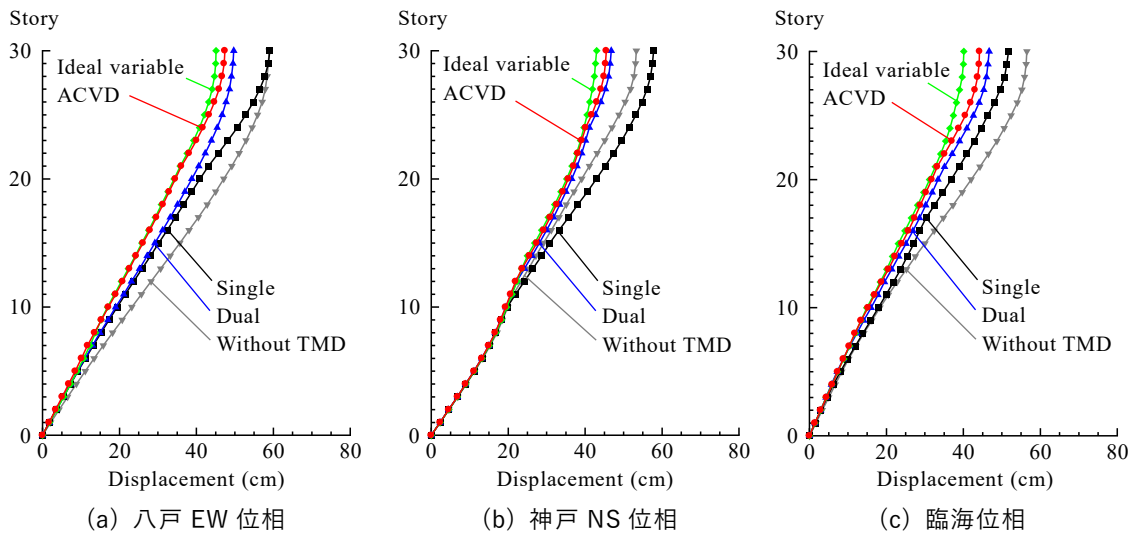 Story
30
20
10
0
0
20
40
60
80
Ideal variable
ACVD
Single
Dual
Without TMD
Displacement (cm)
(a) 八戸 EW 位相
Story
30
20
10
0
0
20
40
60
80
Ideal variable
ACVD
Single
Dual
Without TMD
Displacement (cm)
(b) 神戸 NS 位相
Story
30
20
10
0
0
20
40
60
80
Ideal variable
ACVD
Single
Dual
Without TMD
Displacement (cm)
(c) 臨海位相